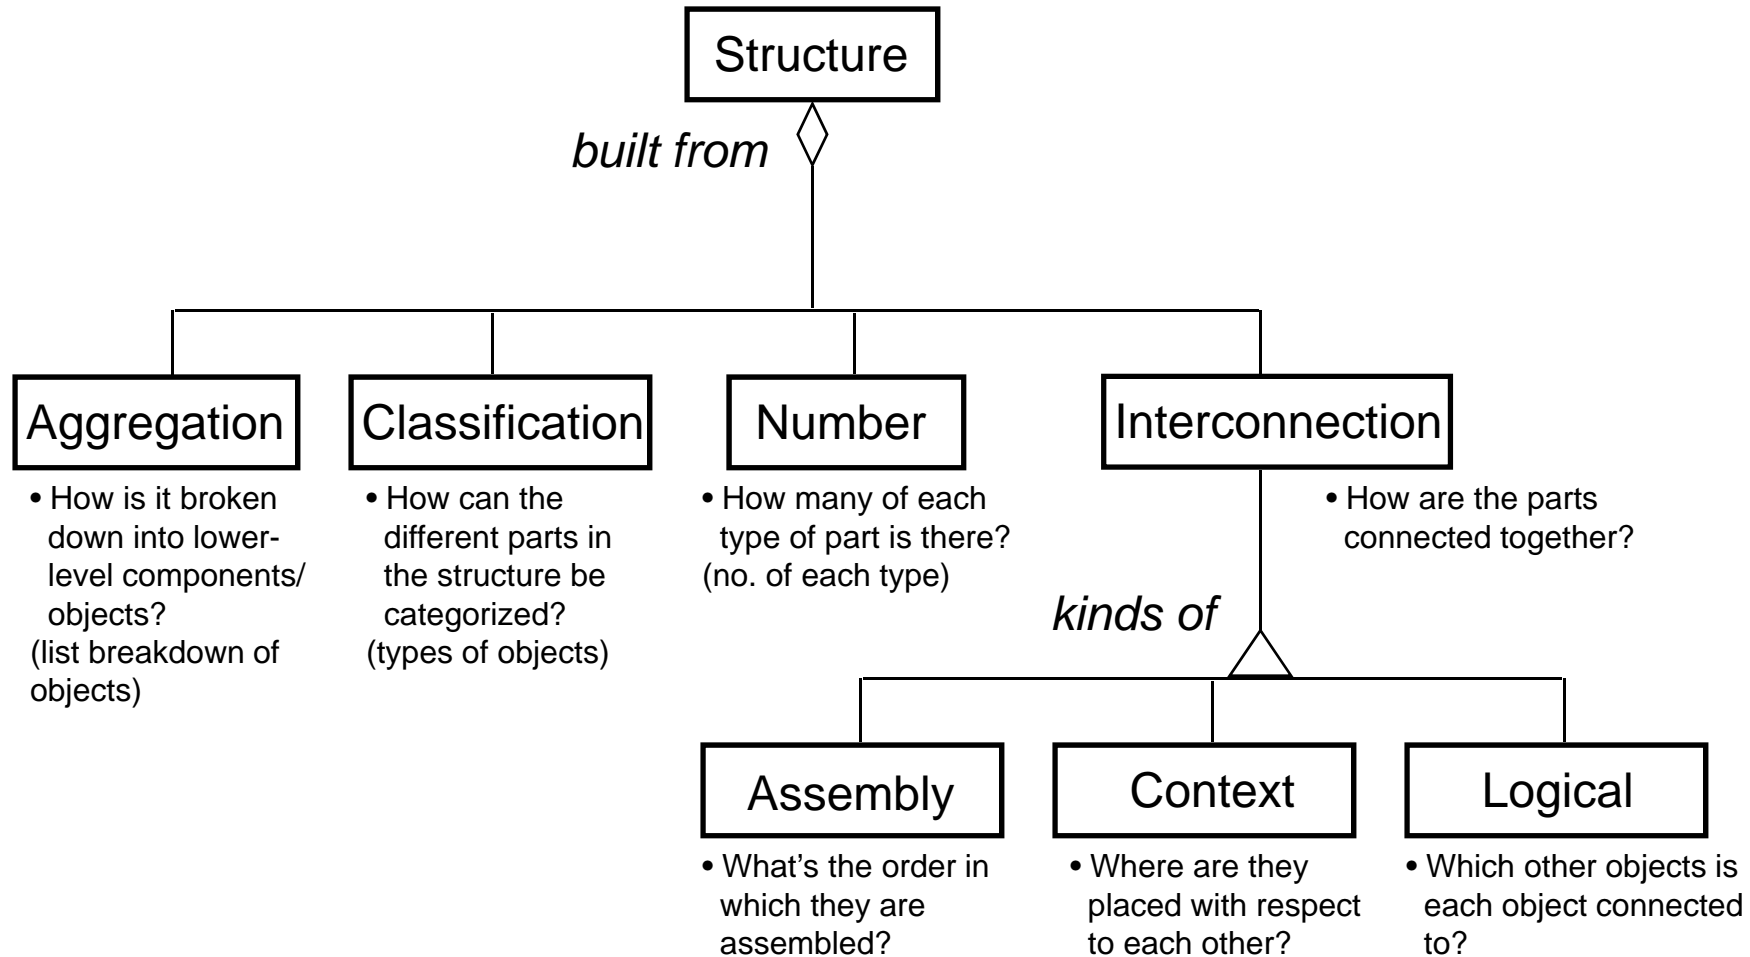 Structure
built from
Aggregation
• How is it broken
down into lower-
level components/
objects?
(list breakdown of
objects)
Classification
• How can the
different parts in
the structure be
categorized?
(types of objects)
Number
• How many of each
type of part is there?
(no. of each type)
Interconnection
• How are the parts
connected together?
kinds of
Assembly
• What’s the order in
which they are
assembled?
Context
• Where are they
placed with respect
to each other?
Logical
• Which other objects is
each object connected
to?